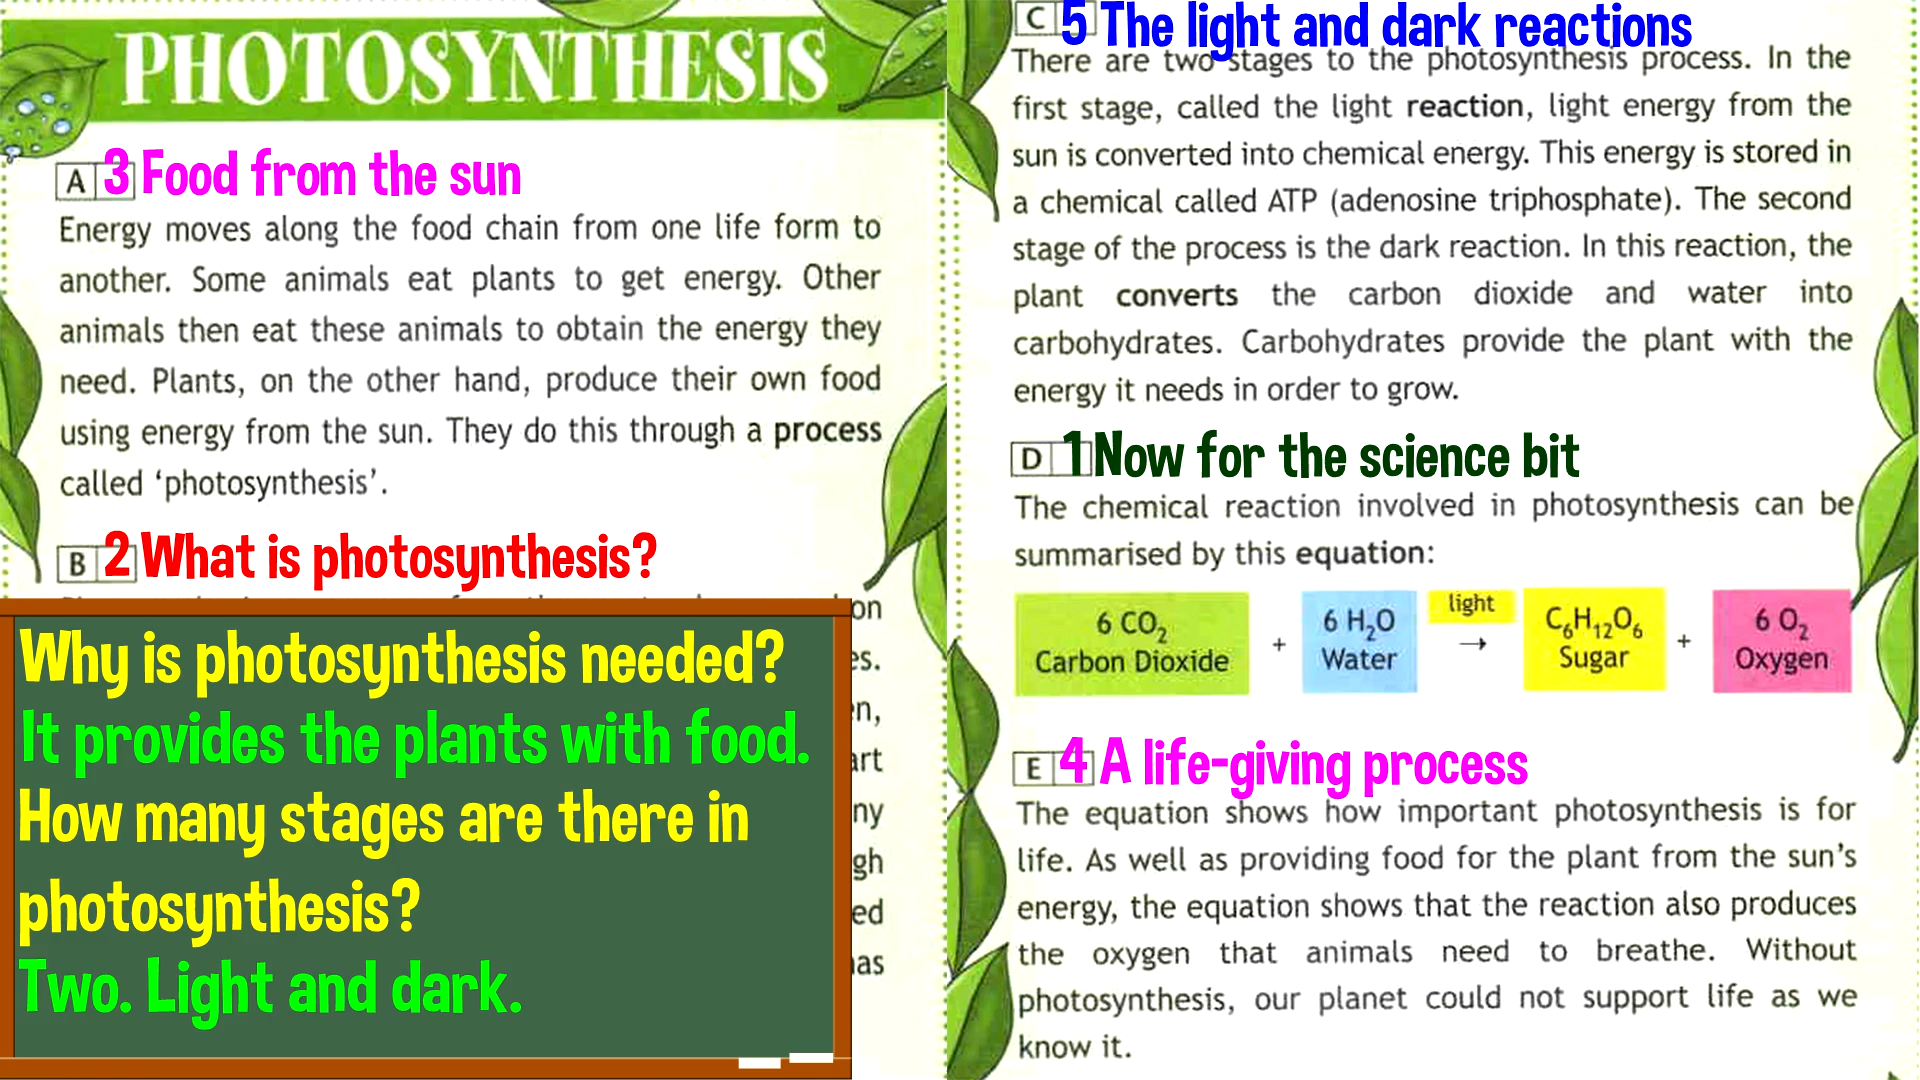 PHOTOSYNTHESIS
A 3 Food from the sun
Energy moves along the food chain from one life form to
another. Some animals eat plants to get energy. Other
animals then eat these animals to obtain the energy they
need. Plants, on the other hand, produce their own food
using energy from the sun. They do this through a process
called ‘photosynthesis’.
B 2 What is photosynthesis?
Why is photosynthesis needed?
It provides the plants with food.
How many stages are there in
photosynthesis?
Two. Light and dark.
C 5 The light and dark reactions
There are two stages to the photosynthesis process. In the
first stage, called the light reaction, light energy from the
sun is converted into chemical energy. This energy is stored in
a chemical called ATP (adenosine triphosphate). The second
stage of the process is the dark reaction. In this reaction, the
plant converts the carbon dioxide and water into
carbohydrates. Carbohydrates provide the plant with the
energy it needs in order to grow.
D 1 Now for the science bit
The chemical reaction involved in photosynthesis can be
summarised by this equation:
6 CO₂ + 6 H₂O light → C₆H₁₂O₆ + 6 O₂
Carbon Dioxide Water Sugar Oxygen
E 4 A life-giving process
The equation shows how important photosynthesis is for
life. As well as providing food for the plant from the sun’s
energy, the equation shows that the reaction also produces
the oxygen that animals need to breathe. Without
photosynthesis, our planet could not support life as we
know it.